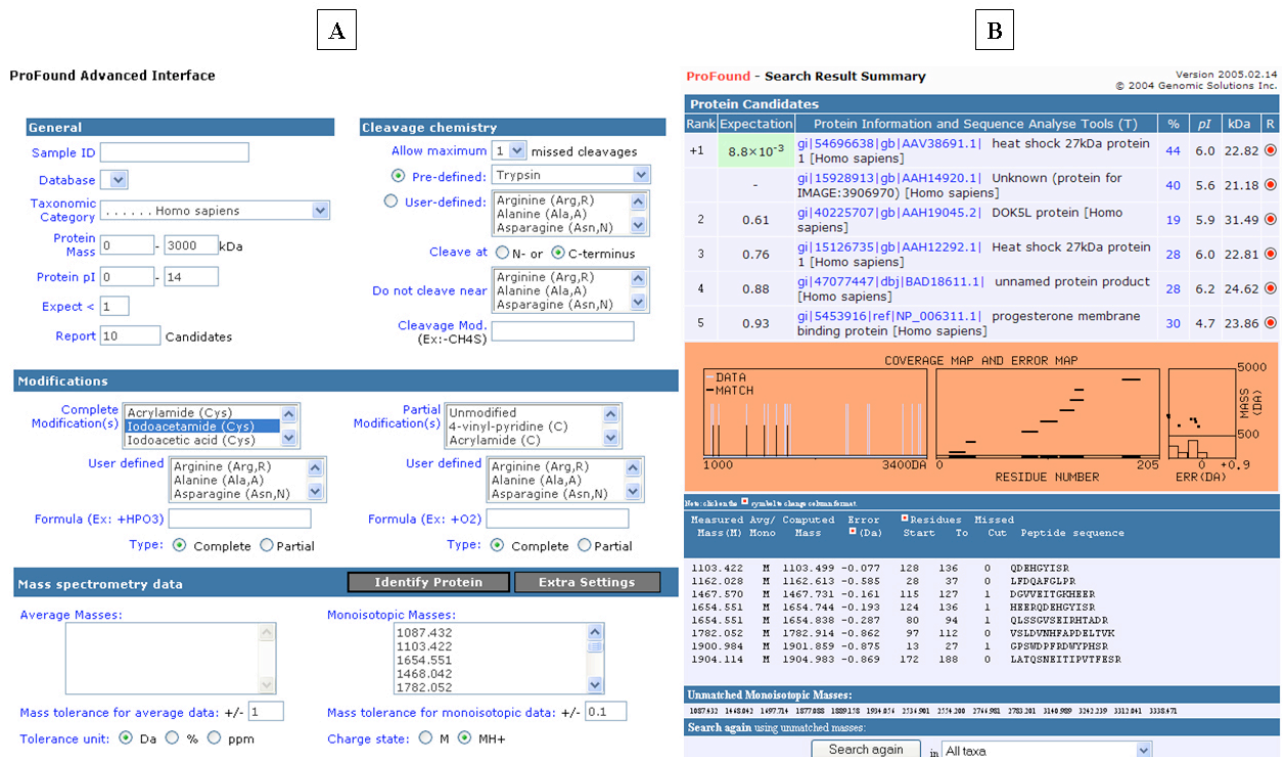 A
B
ProFound Advanced Interface
General
Sample ID
Database
Taxonomic Category . . . . . . Homo sapiens
Protein Mass 0 - 3000 kDa
Protein pI 0 - 14
Expect < 1
Report 10 Candidates
Cleavage chemistry
Allow maximum 1 missed cleavages
Pre-defined: Trypsin
User-defined: Arginine (Arg,R)
Alanine (Ala,A)
Asparagine (Asn,N)
Cleave at N- or C-terminus
Do not cleave near Arginine (Arg,R)
Alanine (Ala,A)
Asparagine (Asn,N)
Cleavage Mod.
(Ex:-CH4S)
Modifications
Complete Modification(s) Acrylamide (Cys)
Iodoacetamide (Cys)
Iodoacetic acid (Cys)
User defined Arginine (Arg,R)
Alanine (Ala,A)
Asparagine (Asn,N)
Formula (Ex: +HPO3)
Type: Complete Partial
Partial Modification(s) Unmodified
4-vinyl-pyridine (C)
Acrylamide (C)
User defined Arginine (Arg,R)
Alanine (Ala,A)
Asparagine (Asn,N)
Formula (Ex: +O2)
Type: Complete Partial
Mass spectrometry data Identify Protein Extra Settings
Average Masses:
Mass tolerance for average data: +/- 1
Tolerance unit: Da % ppm
Monoisotopic Masses:
1087.432
1103.422
1654.551
1468.042
1782.052
Mass tolerance for monoisotopic data: +/- 0.1
Charge state: M MH+
ProFound - Search Result Summary
Version 2005.02.14
© 2004 Genomic Solutions Inc.
Protein Candidates
Rank Expectation Protein Information and Sequence Analyse Tools (T) % pI kDa R
+1 8.8×10-3 gi|54696638|gb|AAV38691.1| heat shock 27kDa protein 1 [Homo sapiens] 44 6.0 22.82
- gi|15928913|gb|AAH14920.1| Unknown (protein for IMAGE:3906970) [Homo sapiens] 40 5.6 21.18
2 0.61 gi|40225707|gb|AAH19045.2| DOK5L protein [Homo sapiens] 19 5.9 31.49
3 0.76 gi|15126735|gb|AAH12292.1| Heat shock 27kDa protein 1 [Homo sapiens] 28 6.0 22.81
4 0.88 gi|47077447|dbj|BAD18611.1| unnamed protein product [Homo sapiens] 28 6.2 24.62
5 0.93 gi|5453916|ref|NP_006311.1| progesterone membrane binding protein [Homo sapiens] 30 4.7 23.86
COVERAGE MAP AND ERROR MAP
DATA
MATCH
1000 3400DA
0 205
RESIDUE NUMBER
5000
MASS (DA)
500
0 +0.9
ERR(DA)
Note: click on the symbol to change column format.
Measured Avg/ Computed Error Residues Missed
Mass(M) Mono Mass (Da) Start To Cut Peptide sequence
1103.422 M 1103.499 -0.077 128 136 0 QDEHGYISR
1162.028 M 1162.613 -0.585 28 37 0 LFDQAFGLPR
1467.570 M 1467.731 -0.161 115 127 1 DGVVEITGKHEER
1654.551 M 1654.744 -0.193 124 136 1 HEERQDEHGYISR
1654.551 M 1654.838 -0.287 80 94 1 QLSSGVSEIRHTADR
1782.052 M 1782.914 -0.862 97 112 0 VSLDVNHFAPDELTVK
1900.984 M 1901.859 -0.875 13 27 1 GPSWDPFRDWYPHSR
1904.114 M 1904.983 -0.869 172 188 0 LATQSNEITIPVTFESR
Unmatched Monoisotopic Masses:
Search again using unmatched masses:
Search again in All taxa